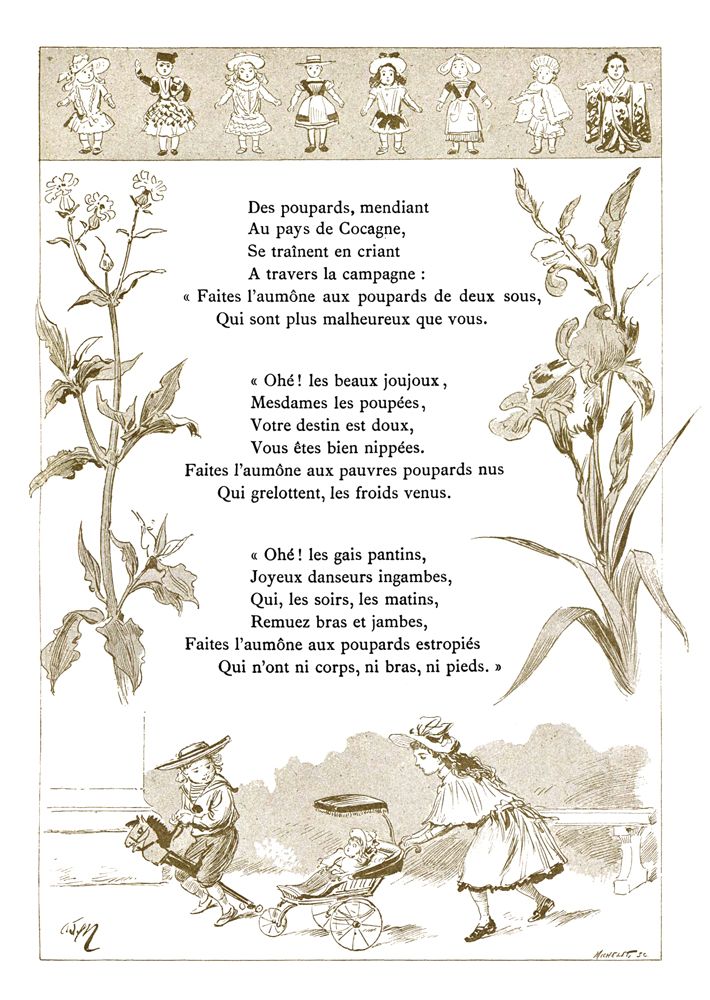 Des poupards, mendiant
Au pays de Cocagne,
Se traînent en criant
A travers la campagne :
« Faites l'aumône aux poupards de deux sous,
Qui sont plus malheureux que vous.
« Ohé ! les beaux joujoux,
Mesdames les poupées,
Votre destin est doux,
Vous êtes bien nippées.
Faites l'aumône aux pauvres poupards nus
Qui grelottent, les froids venus.
« Ohé ! les gais pantins,
Joyeux danseurs ingambes,
Qui, les soirs, les matins,
Remuez bras et jambes,
Faites l'aumône aux poupards estropiés
Qui n'ont ni corps, ni bras, ni pieds. »
MICHELET, SC